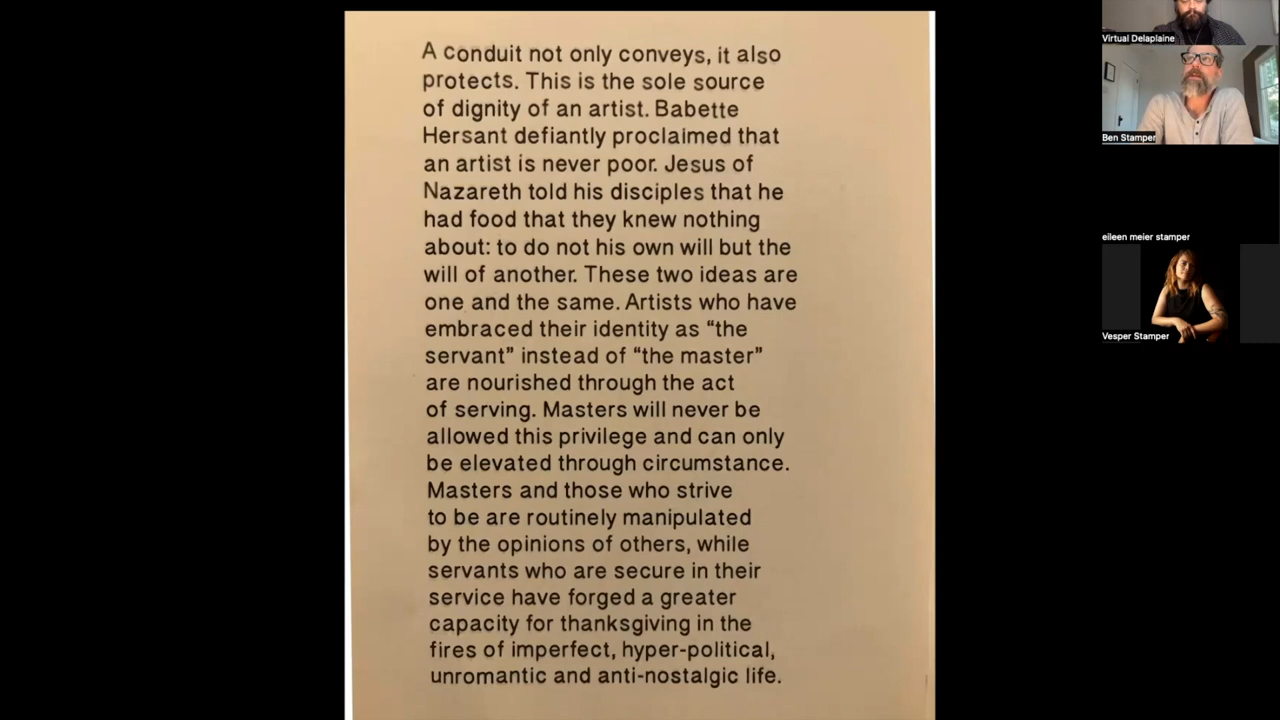 A conduit not only conveys, it also
protects. This is the sole source
of dignity of an artist. Babette
Hersant defiantly proclaimed that
an artist is never poor. Jesus of
Nazareth told his disciples that he
had food that they knew nothing
about: to do not his own will but the
will of another. These two ideas are
one and the same. Artists who have
embraced their identity as “the
servant” instead of “the master”
are nourished through the act
of serving. Masters will never be
allowed this privilege and can only
be elevated through circumstance.
Masters and those who strive
to be are routinely manipulated
by the opinions of others, while
servants who are secure in their
service have forged a greater
capacity for thanksgiving in the
fires of imperfect, hyper-political,
unromantic and anti-nostalgic life.
Virtual Delaplaine
Ben Stamper
eileen meier stamper
Vesper Stamper